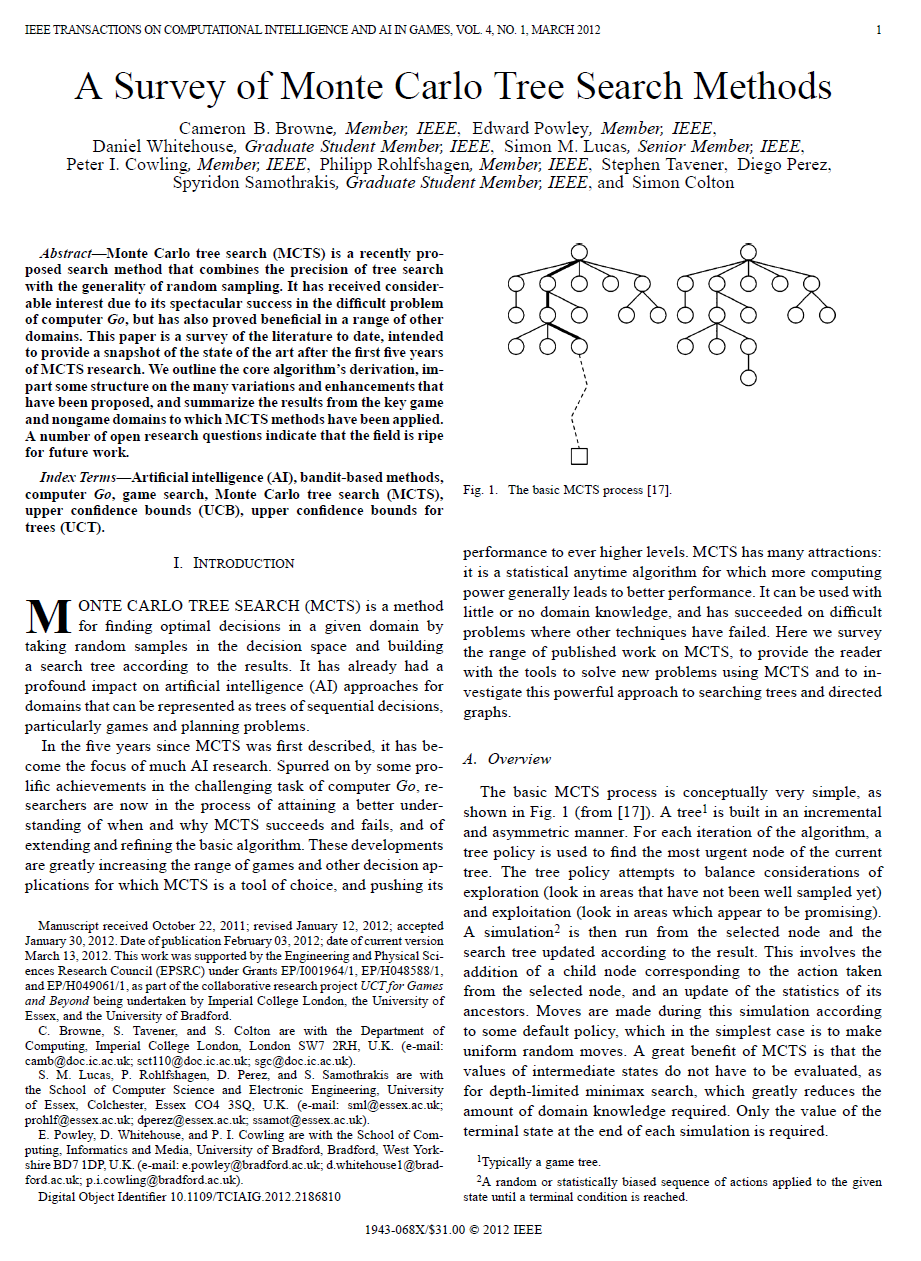 IEEE TRANSACTIONS ON COMPUTATIONAL INTELLIGENCE AND AI IN GAMES, VOL. 4, NO. 1, MARCH 2012
1
A Survey of Monte Carlo Tree Search Methods
Cameron B. Browne, Member, IEEE, Edward Powley, Member, IEEE,
Daniel Whitehouse, Graduate Student Member, IEEE, Simon M. Lucas, Senior Member, IEEE,
Peter I. Cowling, Member, IEEE, Philipp Rohlfshagen, Member, IEEE, Stephen Tavener, Diego Perez,
Spyridon Samothrakis, Graduate Student Member, IEEE, and Simon Colton
Abstract—Monte Carlo tree search (MCTS) is a recently pro-
posed search method that combines the precision of tree search
with the generality of random sampling. It has received consider-
able interest due to its spectacular success in the difficult problem
of computer Go, but has also proved beneficial in a range of other
domains. This paper is a survey of the literature to date, intended
to provide a snapshot of the state of the art after the first five years
of MCTS research. We outline the core algorithm's derivation, im-
part some structure on the many variations and enhancements that
have been proposed, and summarize the results from the key game
and nongame domains to which MCTS methods have been applied.
A number of open research questions indicate that the field is ripe
for future work.
Index Terms—Artificial intelligence (AI), bandit-based methods,
computer Go, game search, Monte Carlo tree search (MCTS),
upper confidence bounds (UCB), upper confidence bounds for
trees (UCT).
I. INTRODUCTION
MONTE CARLO TREE SEARCH (MCTS) is a method
for finding optimal decisions in a given domain by
taking random samples in the decision space and building
a search tree according to the results. It has already had a
profound impact on artificial intelligence (AI) approaches for
domains that can be represented as trees of sequential decisions,
particularly games and planning problems.
In the five years since MCTS was first described, it has be-
come the focus of much AI research. Spurred on by some pro-
lific achievements in the challenging task of computer Go, re-
searchers are now in the process of attaining a better under-
standing of when and why MCTS succeeds and fails, and of
extending and refining the basic algorithm. These developments
are greatly increasing the range of games and other decision ap-
plications for which MCTS is a tool of choice, and pushing its
Manuscript received October 22, 2011; revised January 12, 2012; accepted
January 30, 2012. Date of publication February 03, 2012; date of current version
March 13, 2012. This work was supported by the Engineering and Physical Sci-
ences Research Council (EPSRC) under Grants EP/I001964/1, EP/H048588/1,
and EP/H049061/1, as part of the collaborative research project UCT for Games
and Beyond being undertaken by Imperial College London, the University of
Essex, and the University of Bradford.
C. Browne, S. Tavener, and S. Colton are with the Department of
Computing, Imperial College London, London SW7 2RH, U.K. (e-mail:
camb@doc.ic.ac.uk; sct110@doc.ic.ac.uk; sgc@doc.ic.ac.uk).
S. M. Lucas, P. Rohlfshagen, D. Perez, and S. Samothrakis are with
the School of Computer Science and Electronic Engineering, University
of Essex, Colchester, Essex CO4 3SQ, U.K. (e-mail: sml@essex.ac.uk;
prohlf@essex.ac.uk; dperez@essex.ac.uk; ssamot@essex.ac.uk).
E. Powley, D. Whitehouse, and P. I. Cowling are with the School of Com-
puting, Informatics and Media, University of Bradford, Bradford, West York-
shire BD7 1DP, U.K. (e-mail: e.powley@bradford.ac.uk; d.whitehouse1@brad-
ford.ac.uk; p.i.cowling@bradford.ac.uk).
Digital Object Identifier 10.1109/TCIAIG.2012.2186810
Fig. 1. The basic MCTS process [17].
performance to ever higher levels. MCTS has many attractions:
it is a statistical anytime algorithm for which more computing
power generally leads to better performance. It can be used with
little or no domain knowledge, and has succeeded on difficult
problems where other techniques have failed. Here we survey
the range of published work on MCTS, to provide the reader
with the tools to solve new problems using MCTS and to in-
vestigate this powerful approach to searching trees and directed
graphs.
A. Overview
The basic MCTS process is conceptually very simple, as
shown in Fig. 1 (from [17]). A tree1 is built in an incremental
and asymmetric manner. For each iteration of the algorithm, a
tree policy is used to find the most urgent node of the current
tree. The tree policy attempts to balance considerations of
exploration (look in areas that have not been well sampled yet)
and exploitation (look in areas which appear to be promising).
A simulation2 is then run from the selected node and the
search tree updated according to the result. This involves the
addition of a child node corresponding to the action taken
from the selected node, and an update of the statistics of its
ancestors. Moves are made during this simulation according
to some default policy, which in the simplest case is to make
uniform random moves. A great benefit of MCTS is that the
values of intermediate states do not have to be evaluated, as
for depth-limited minimax search, which greatly reduces the
amount of domain knowledge required. Only the value of the
terminal state at the end of each simulation is required.
1Typically a game tree.
2A random or statistically biased sequence of actions applied to the given
state until a terminal condition is reached.
1943-068X/$31.00 © 2012 IEEE